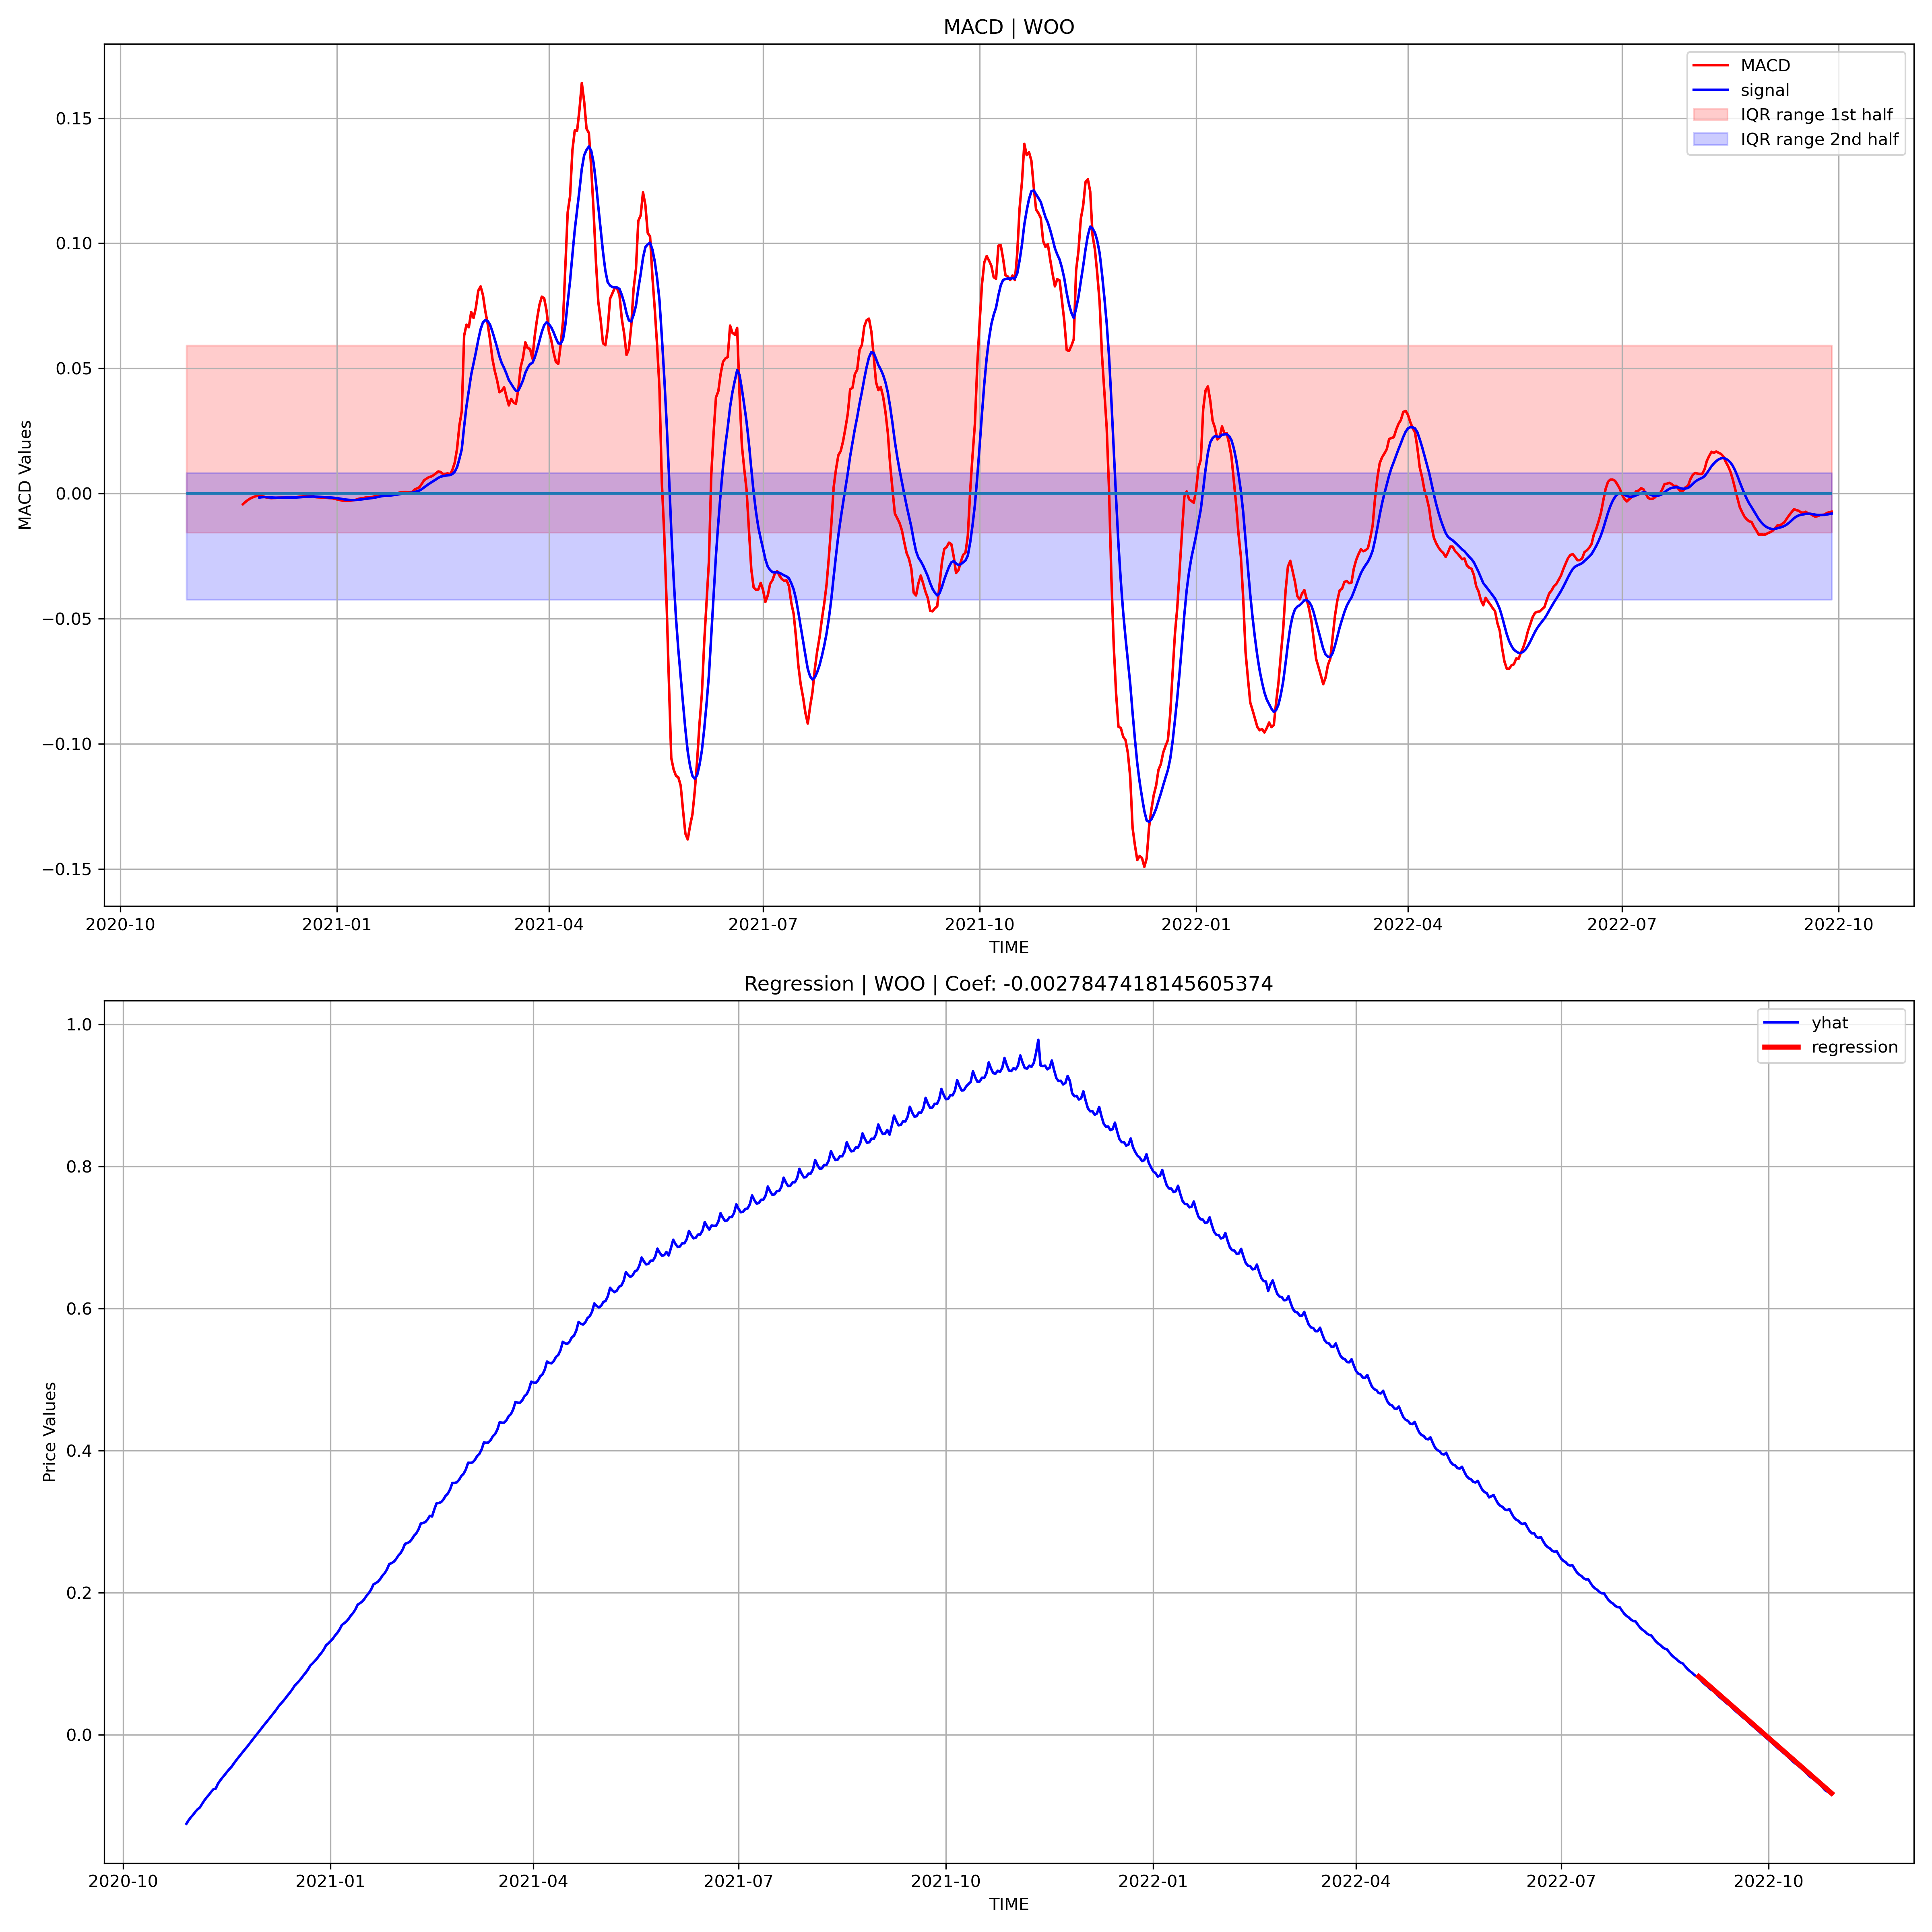 MACD | WOO
MACD
signal
IQR range 1st half
IQR range 2nd half
MACD Values
0.15
0.10
0.05
0.00
−0.05
−0.10
−0.15
2020-10 2021-01 2021-04 2021-07 2021-10 2022-01 2022-04 2022-07 2022-10
TIME
Regression | WOO | Coef: -0.0027847418145605374
yhat
regression
Price Values
1.0
0.8
0.6
0.4
0.2
0.0
2020-10 2021-01 2021-04 2021-07 2021-10 2022-01 2022-04 2022-07 2022-10
TIME